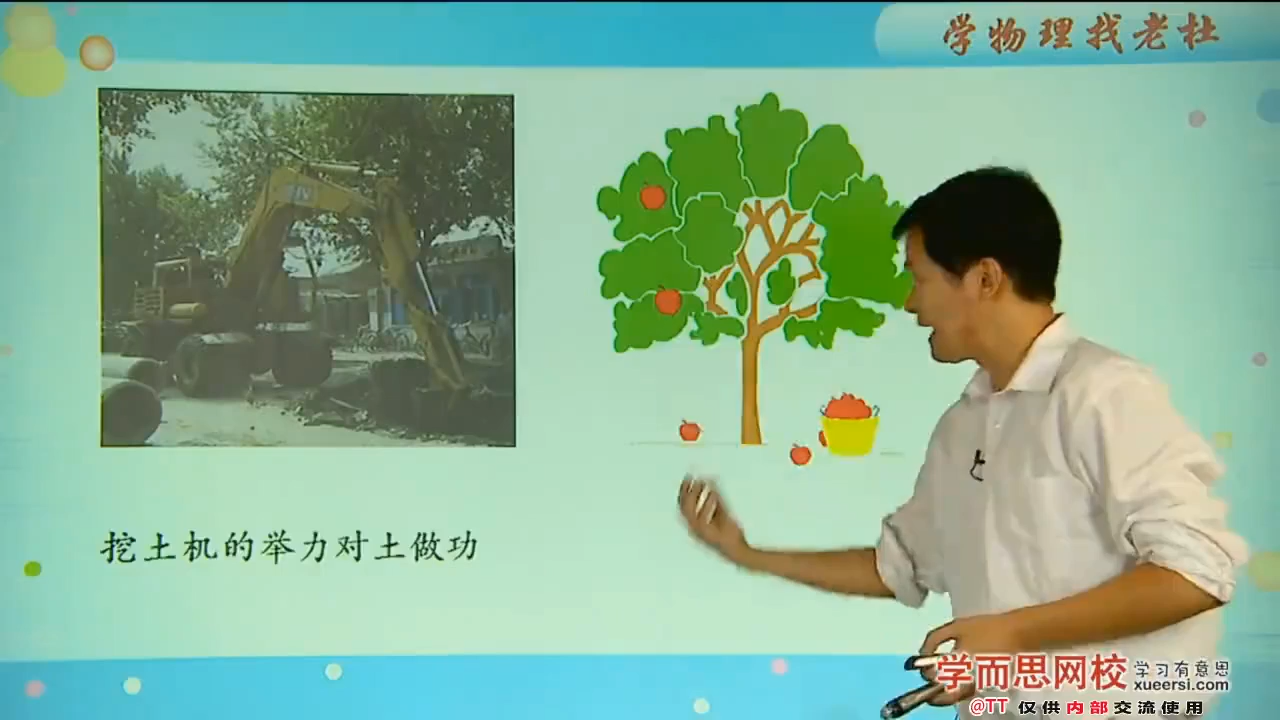 学物理找老杜
挖土机的举力对土做功
学而思网校 学习有意思
xueersi.com
@TT 仅供内部交流使用